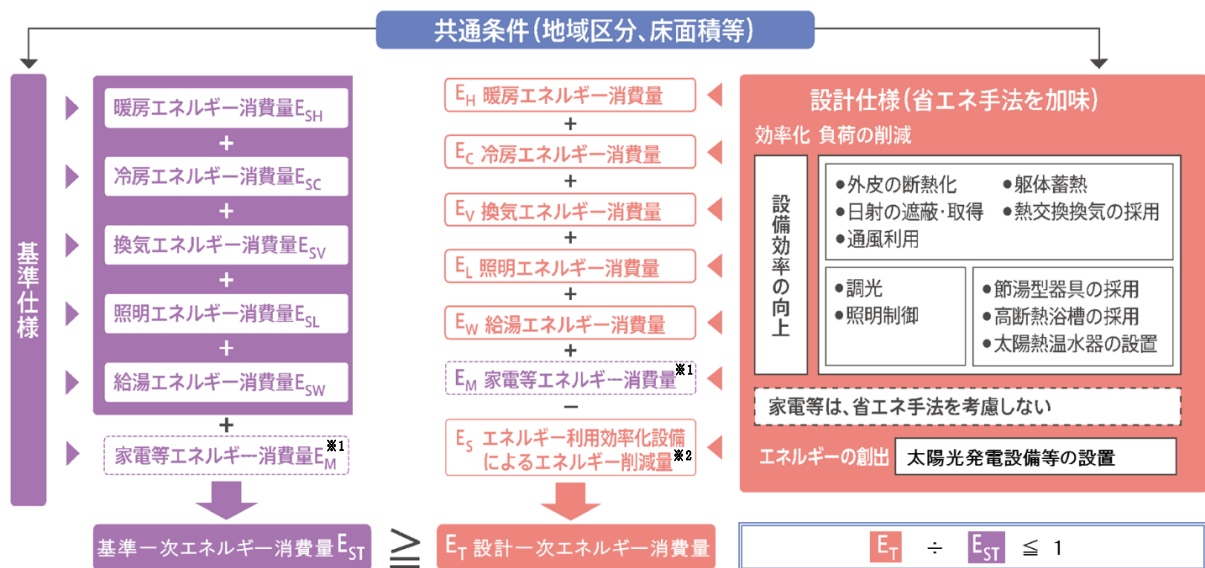 共通条件(地域区分、床面積等)
基準仕様
暖房エネルギー消費量ESH
+
冷房エネルギー消費量ESC
+
換気エネルギー消費量ESV
+
照明エネルギー消費量ESL
+
給湯エネルギー消費量ESW
+
家電等エネルギー消費量EM※1
基準一次エネルギー消費量EST
≧
EH 暖房エネルギー消費量
+
EC 冷房エネルギー消費量
+
EV 換気エネルギー消費量
+
EL 照明エネルギー消費量
+
EW 給湯エネルギー消費量
+
EM 家電等エネルギー消費量※1
−
ES エネルギー利用効率化設備
によるエネルギー削減量※2
ET 設計一次エネルギー消費量
設計仕様(省エネ手法を加味)
効率化 負荷の削減
設備効率の向上
●外皮の断熱化 ●躯体蓄熱
●日射の遮蔽・取得 ●熱交換換気の採用
●通風利用
●調光
●照明制御
●節湯型器具の採用
●高断熱浴槽の採用
●太陽熱温水器の設置
家電等は、省エネ手法を考慮しない
エネルギーの創出 太陽光発電設備等の設置
ET ÷ EST ≦ 1